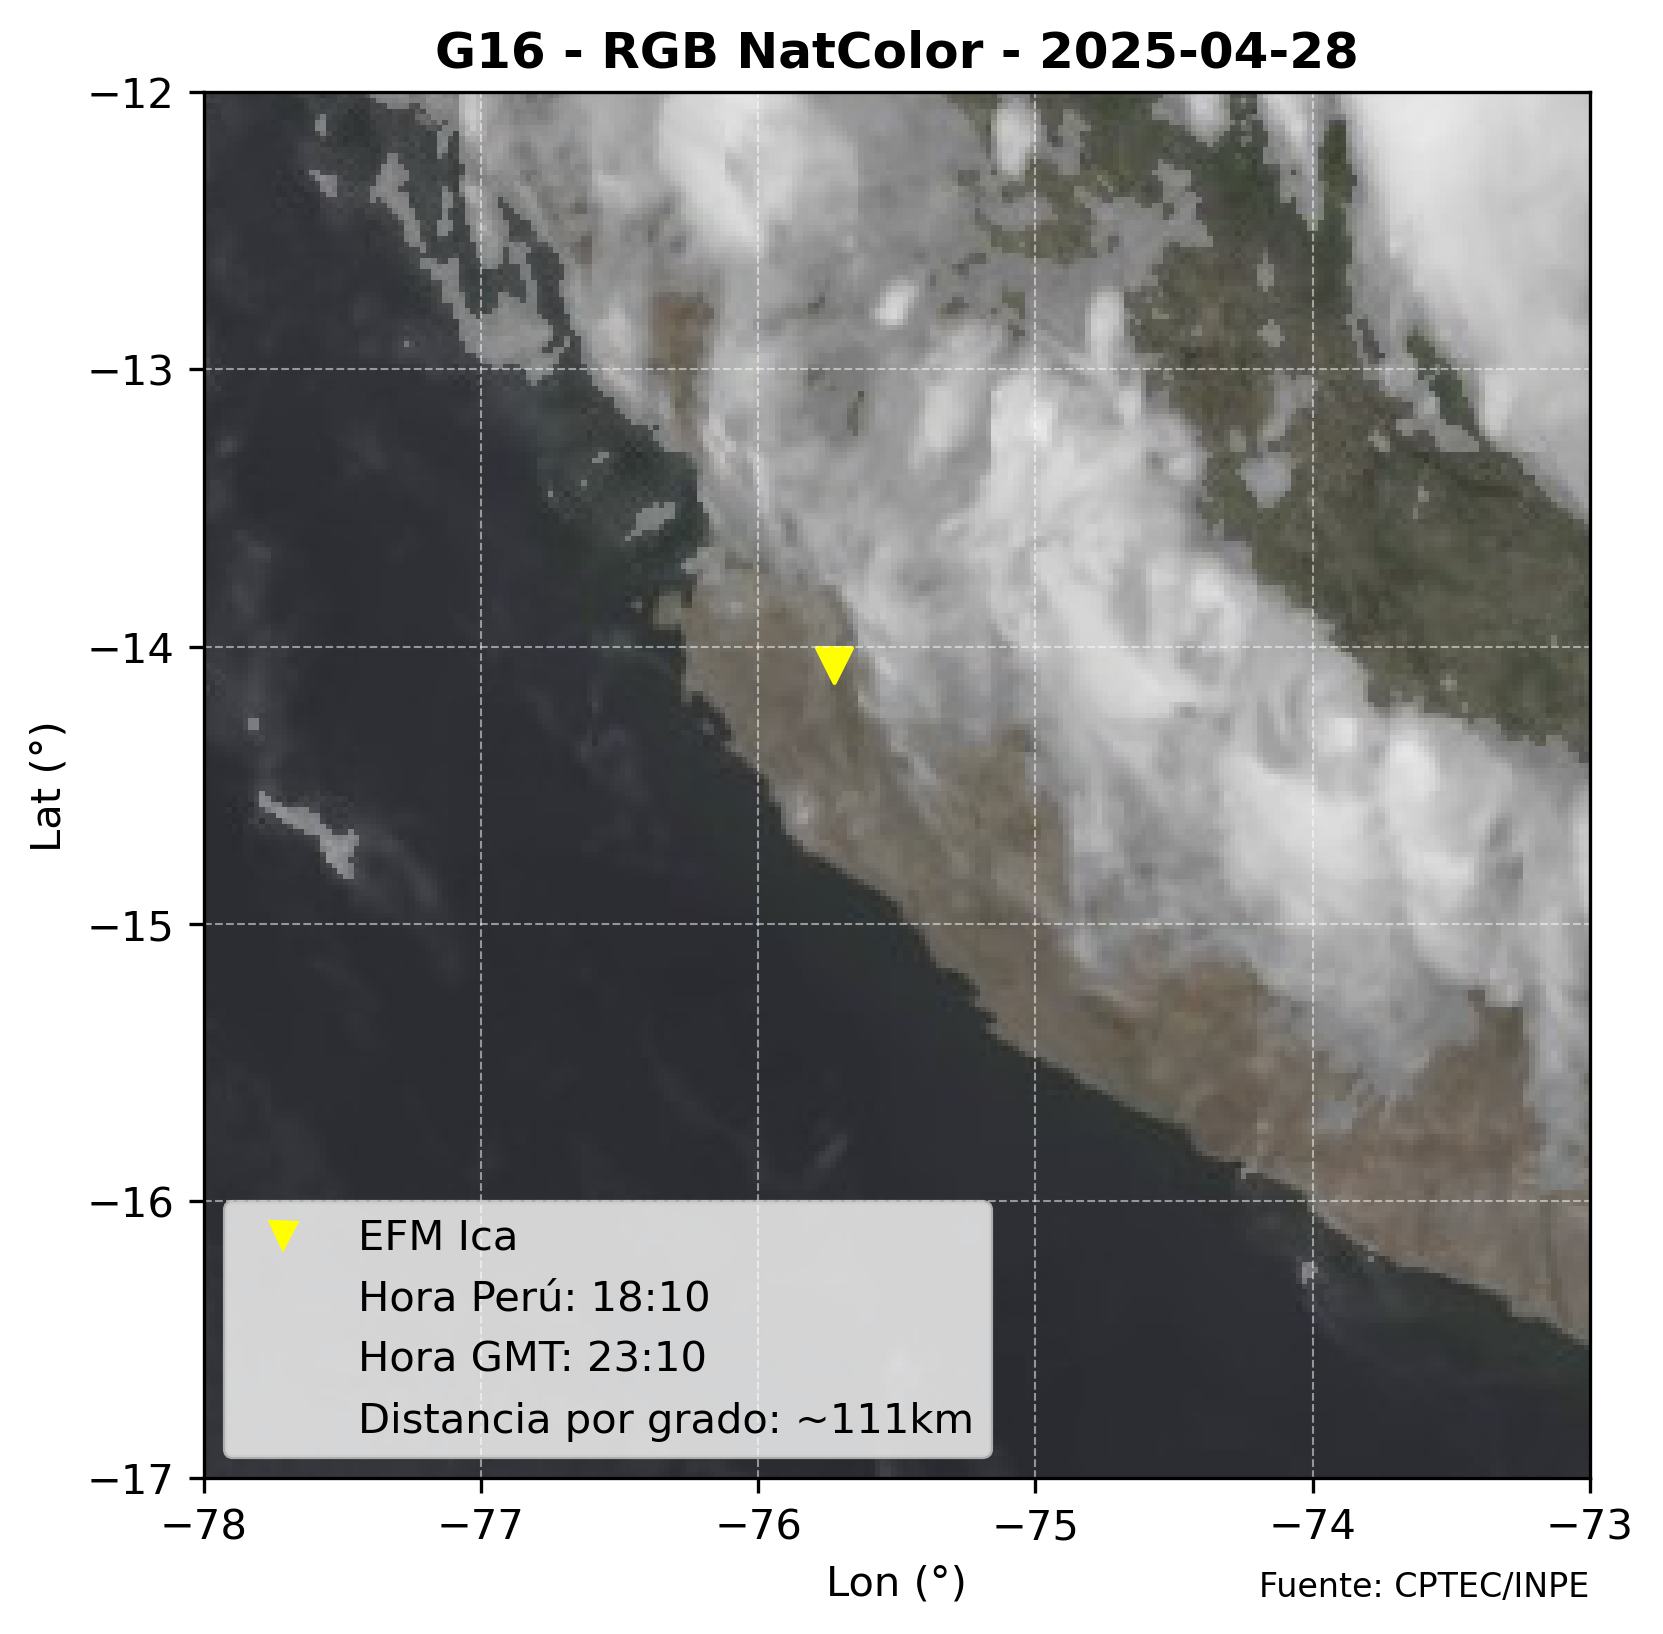 G16 - RGB NatColor - 2025-04-28
−12
−13
−14
−15
−16
−17
Lat (°)
EFM Ica
Hora Perú: 18:10
Hora GMT: 23:10
Distancia por grado: ~111km
−78 −77 −76 −75 −74 −73
Lon (°)
Fuente: CPTEC/INPE